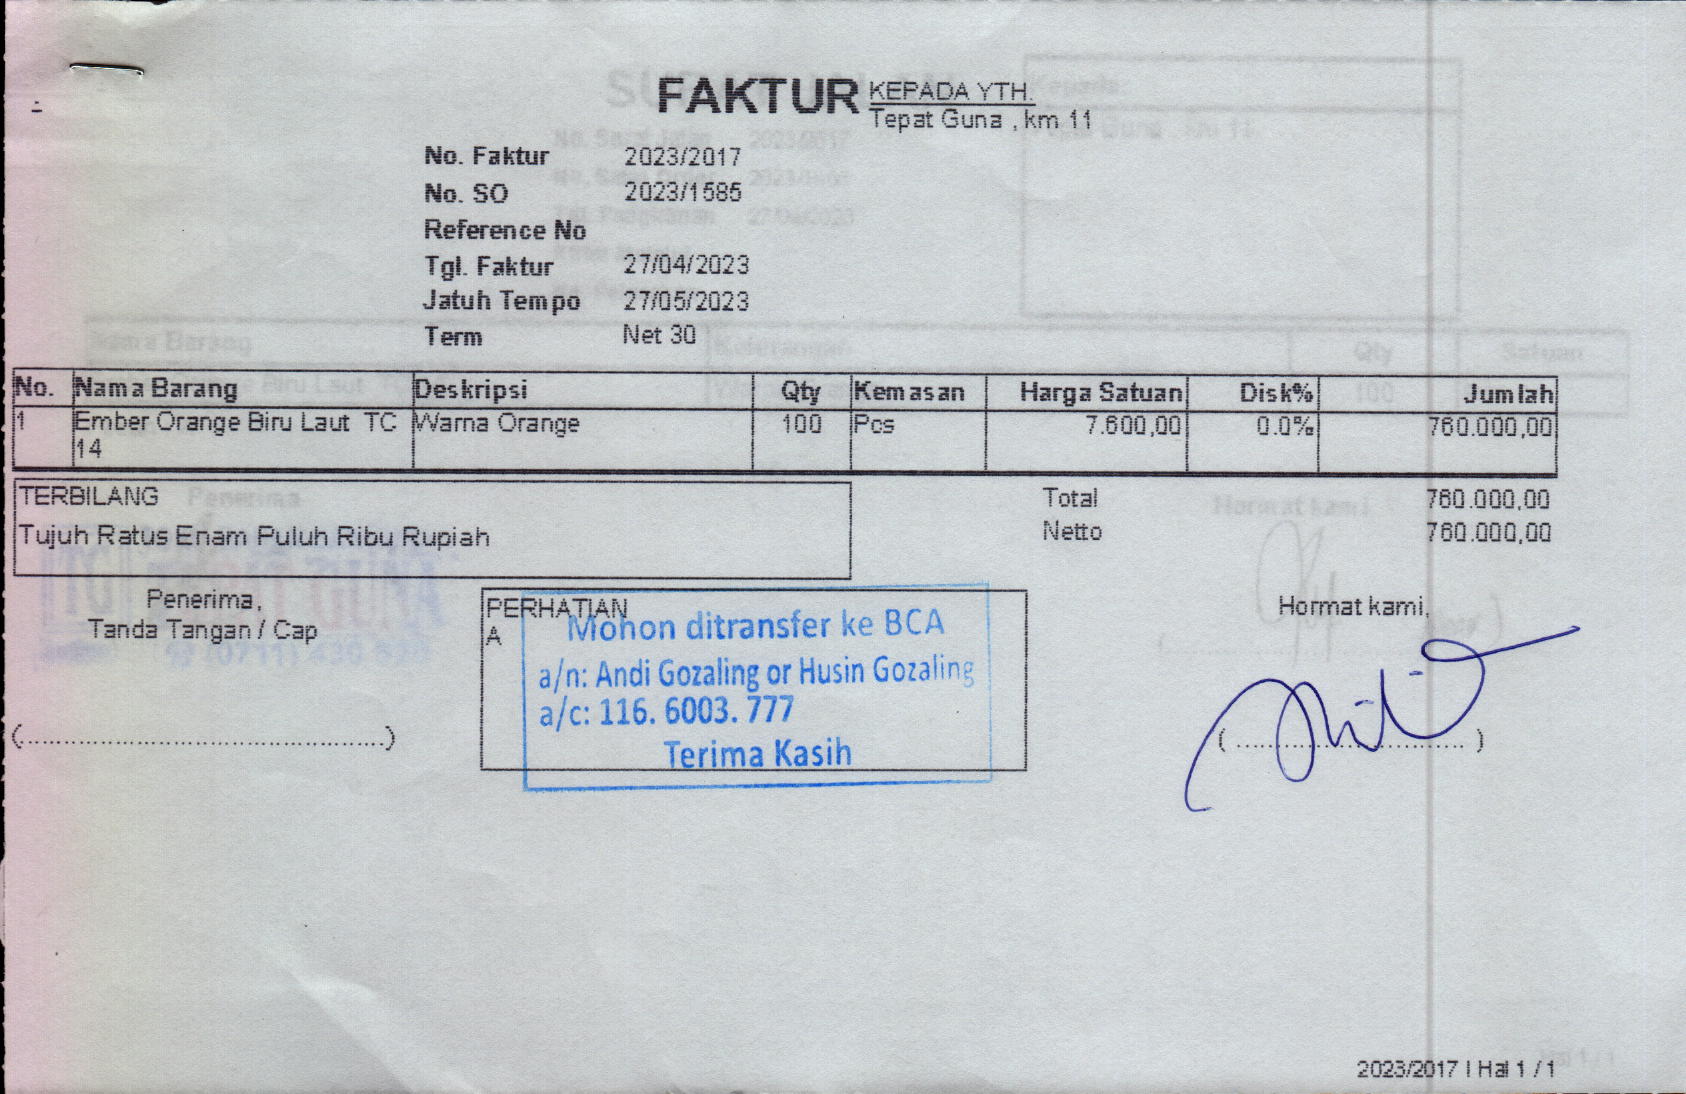 FAKTUR
KEPADA YTH.
Tepat Guna , km 11
No. Faktur 2023/2017
No. SO 2023/1585
Reference No
Tgl. Faktur 27/04/2023
Jatuh Tempo 27/05/2023
Term Net 30
No. Nama Barang Deskripsi Qty Kemasan Harga Satuan Disk% Jumlah
1 Ember Orange Biru Laut TC 14 Warna Orange 100 Pcs 7.600,00 0.0% 760.000,00
TERBILANG
Tujuh Ratus Enam Puluh Ribu Rupiah
Total 760.000,00
Netto 760.000,00
Penerima,
Tanda Tangan / Cap
(..............................................)
PERHATIAN
A
Mohon ditransfer ke BCA
a/n: Andi Gozaling or Husin Gozaling
a/c: 116. 6003. 777
Terima Kasih
Hormat kami,
( ............................. )
2023/2017 | Hal 1 / 1